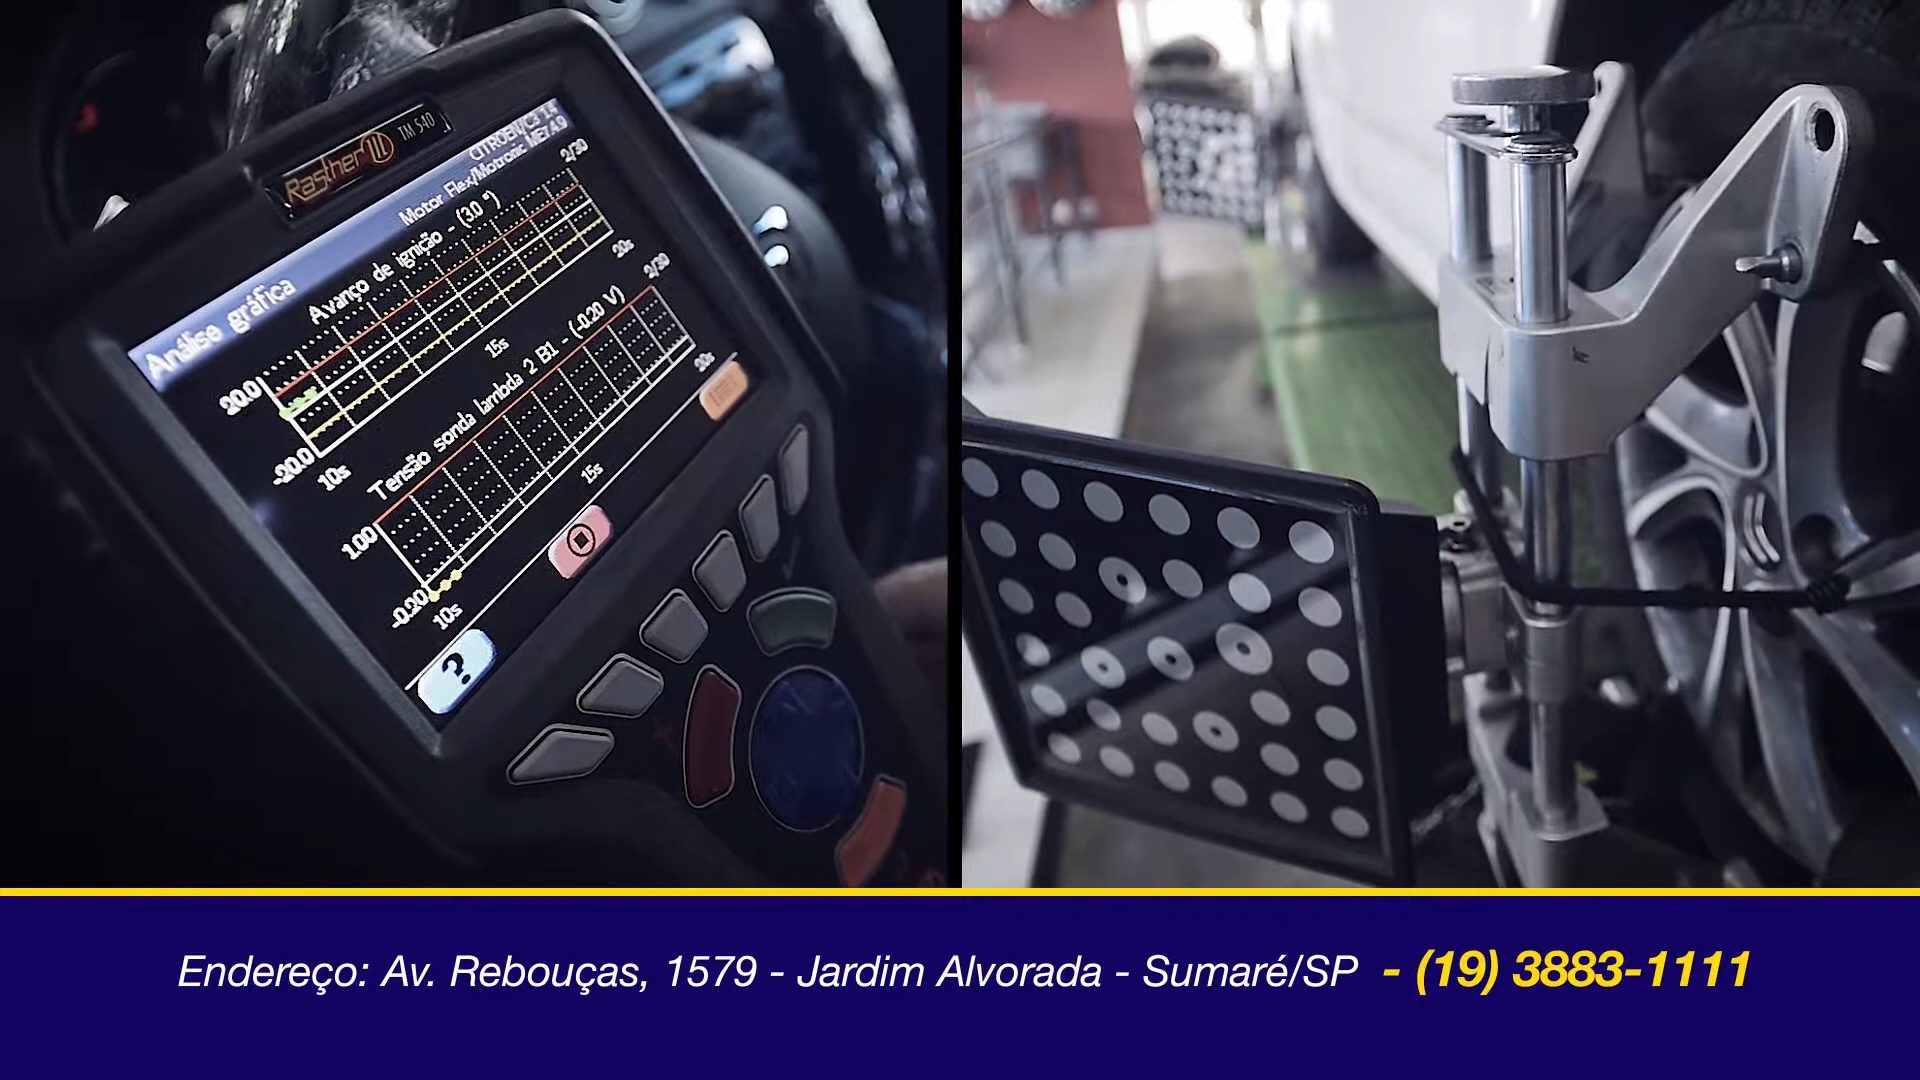 Rasther III TM 540
CITROEN/C3 1.4
Análise gráfica Motor Flex/Motronic ME7.4.9
Avanço de ignição - (3.0 °) 2/30
20.0
-20.0
10s 15s 20s
Tensão sonda lambda 2 B1 - (-0.20 V) 2/30
1.00
-0.20
10s 15s 20s
?
Endereço: Av. Rebouças, 1579 - Jardim Alvorada - Sumaré/SP - (19) 3883-1111